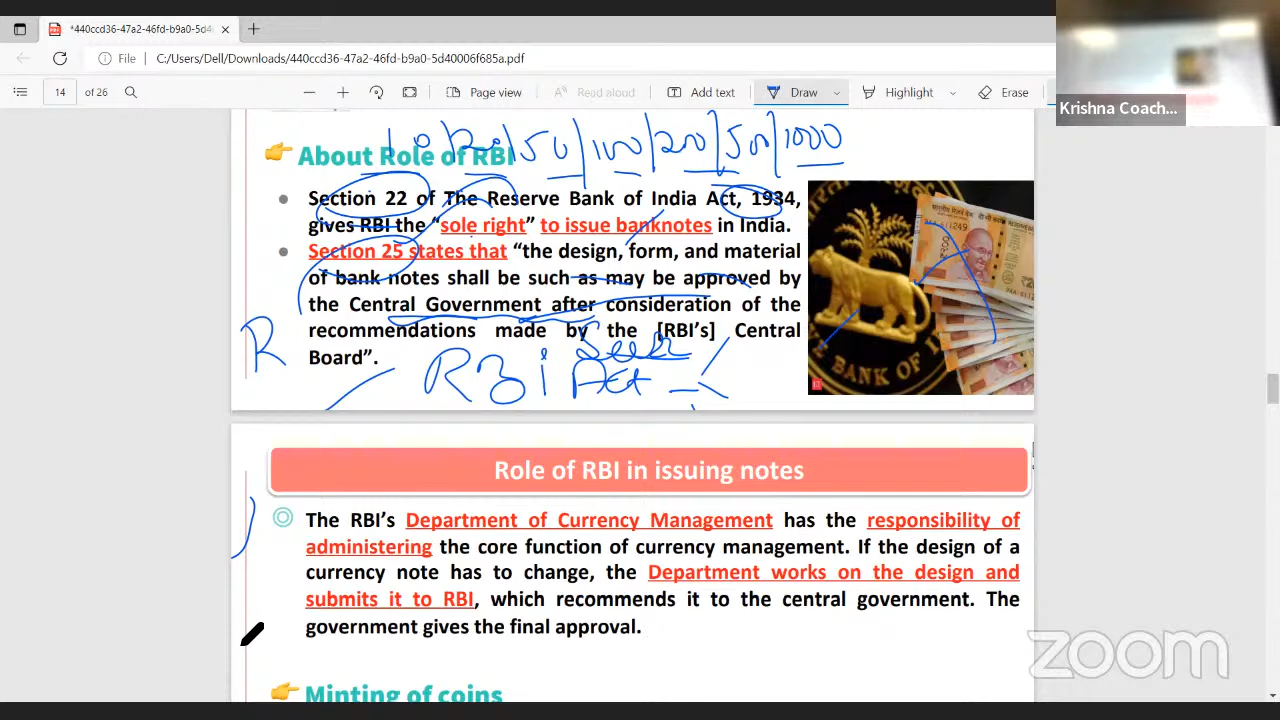 *440ccd36-47a2-46fd-b9a0-5d4
File C:/Users/Dell/Downloads/440ccd36-47a2-46fd-b9a0-5d40006f685a.pdf
14 of 26 Page view Read aloud Add text Draw Highlight Erase
Krishna Coach...
10 | 20 | 50 | 100 | 200 | 500 | 1000
About Role of RBI
Section 22 of The Reserve Bank of India Act, 1934,
gives RBI the “sole right” to issue banknotes in India.
Section 25 states that “the design, form, and material
of bank notes shall be such as may be approved by
the Central Government after consideration of the
recommendations made by the [RBI’s] Central
Board”.
R
RBI Act
BANK OF INDIA
Role of RBI in issuing notes
The RBI’s Department of Currency Management has the responsibility of
administering the core function of currency management. If the design of a
currency note has to change, the Department works on the design and
submits it to RBI, which recommends it to the central government. The
government gives the final approval.
zoom
Minting of coins